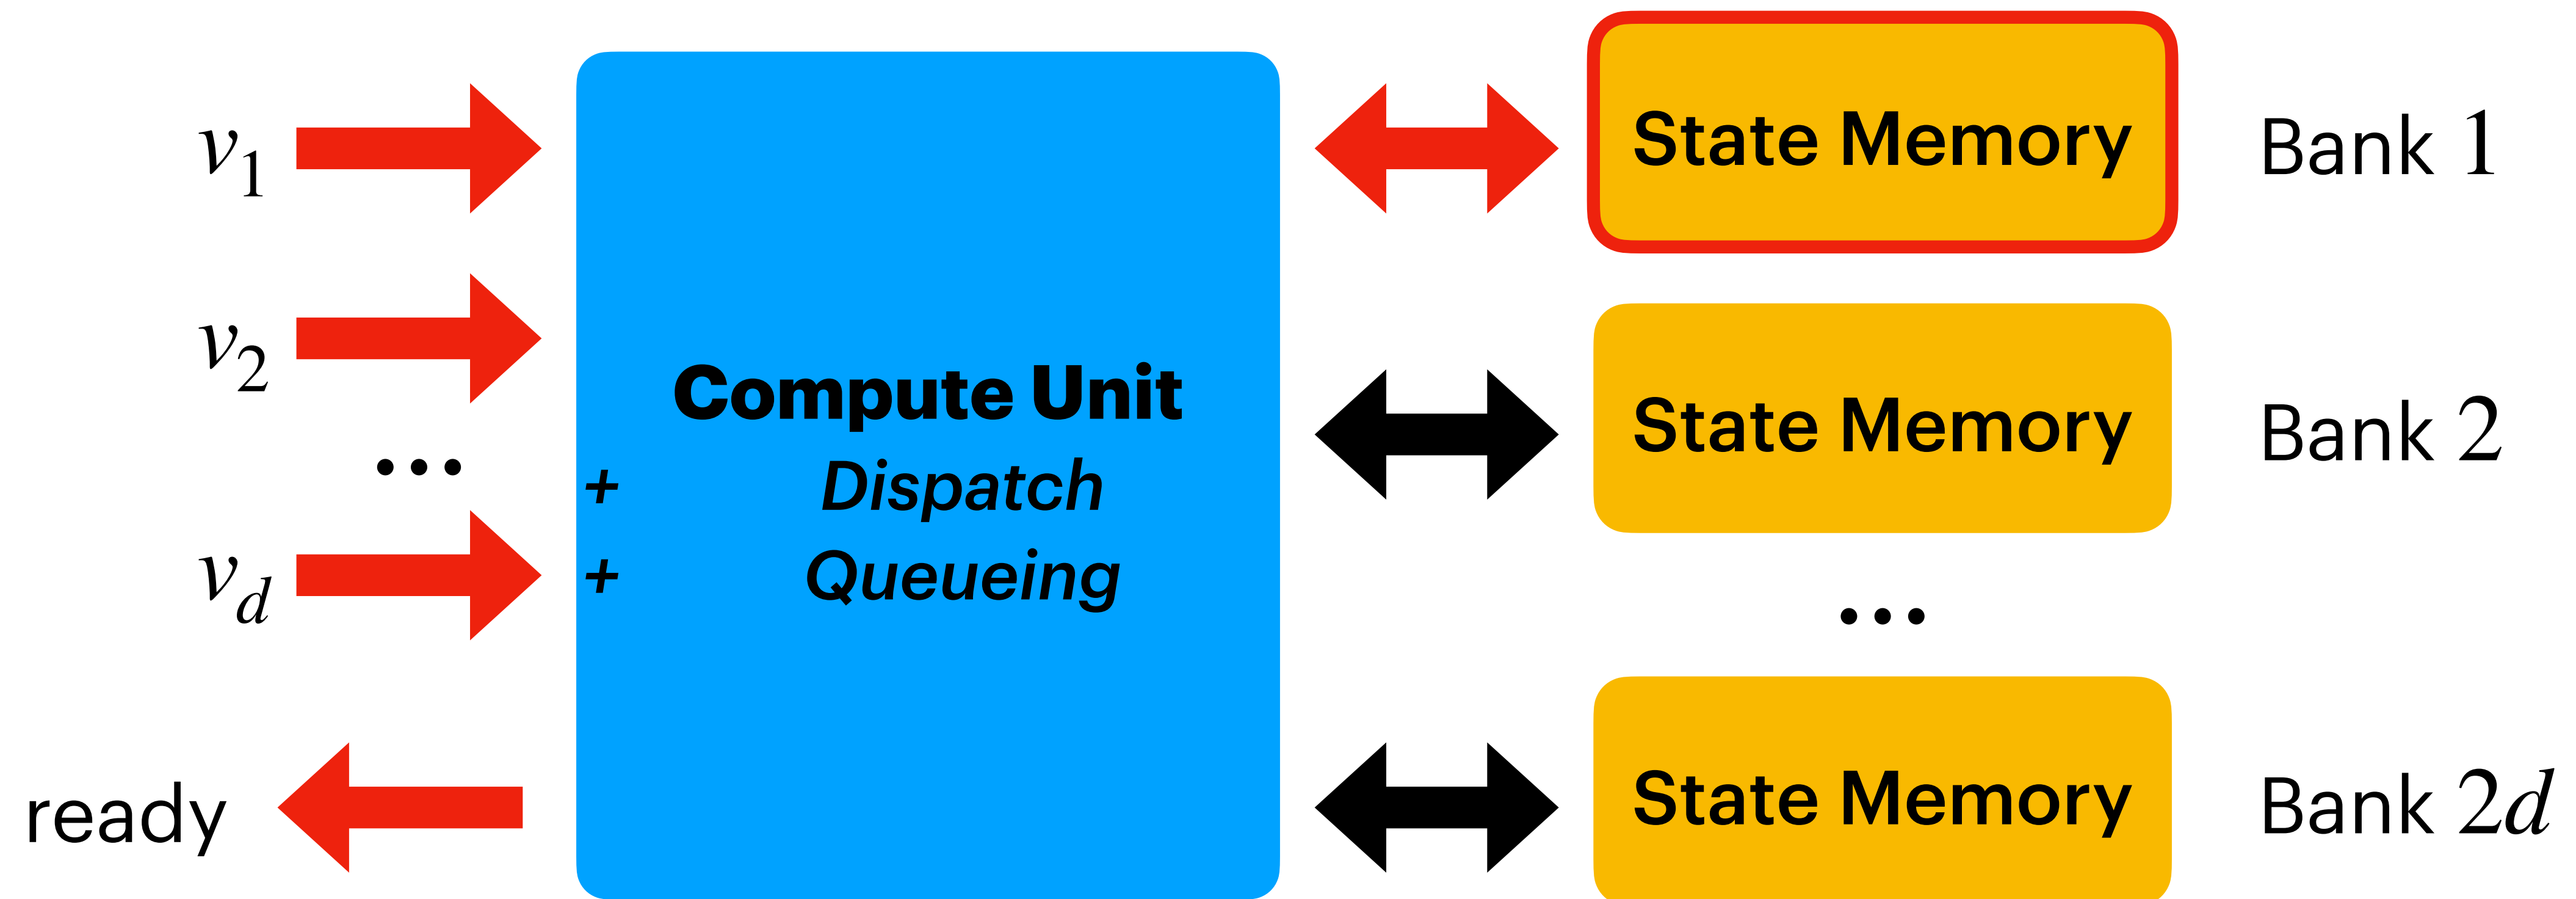 v1
v2
...
vd
ready
Compute Unit
+ Dispatch
+ Queueing
State Memory
Bank 1
State Memory
Bank 2
...
State Memory
Bank 2d